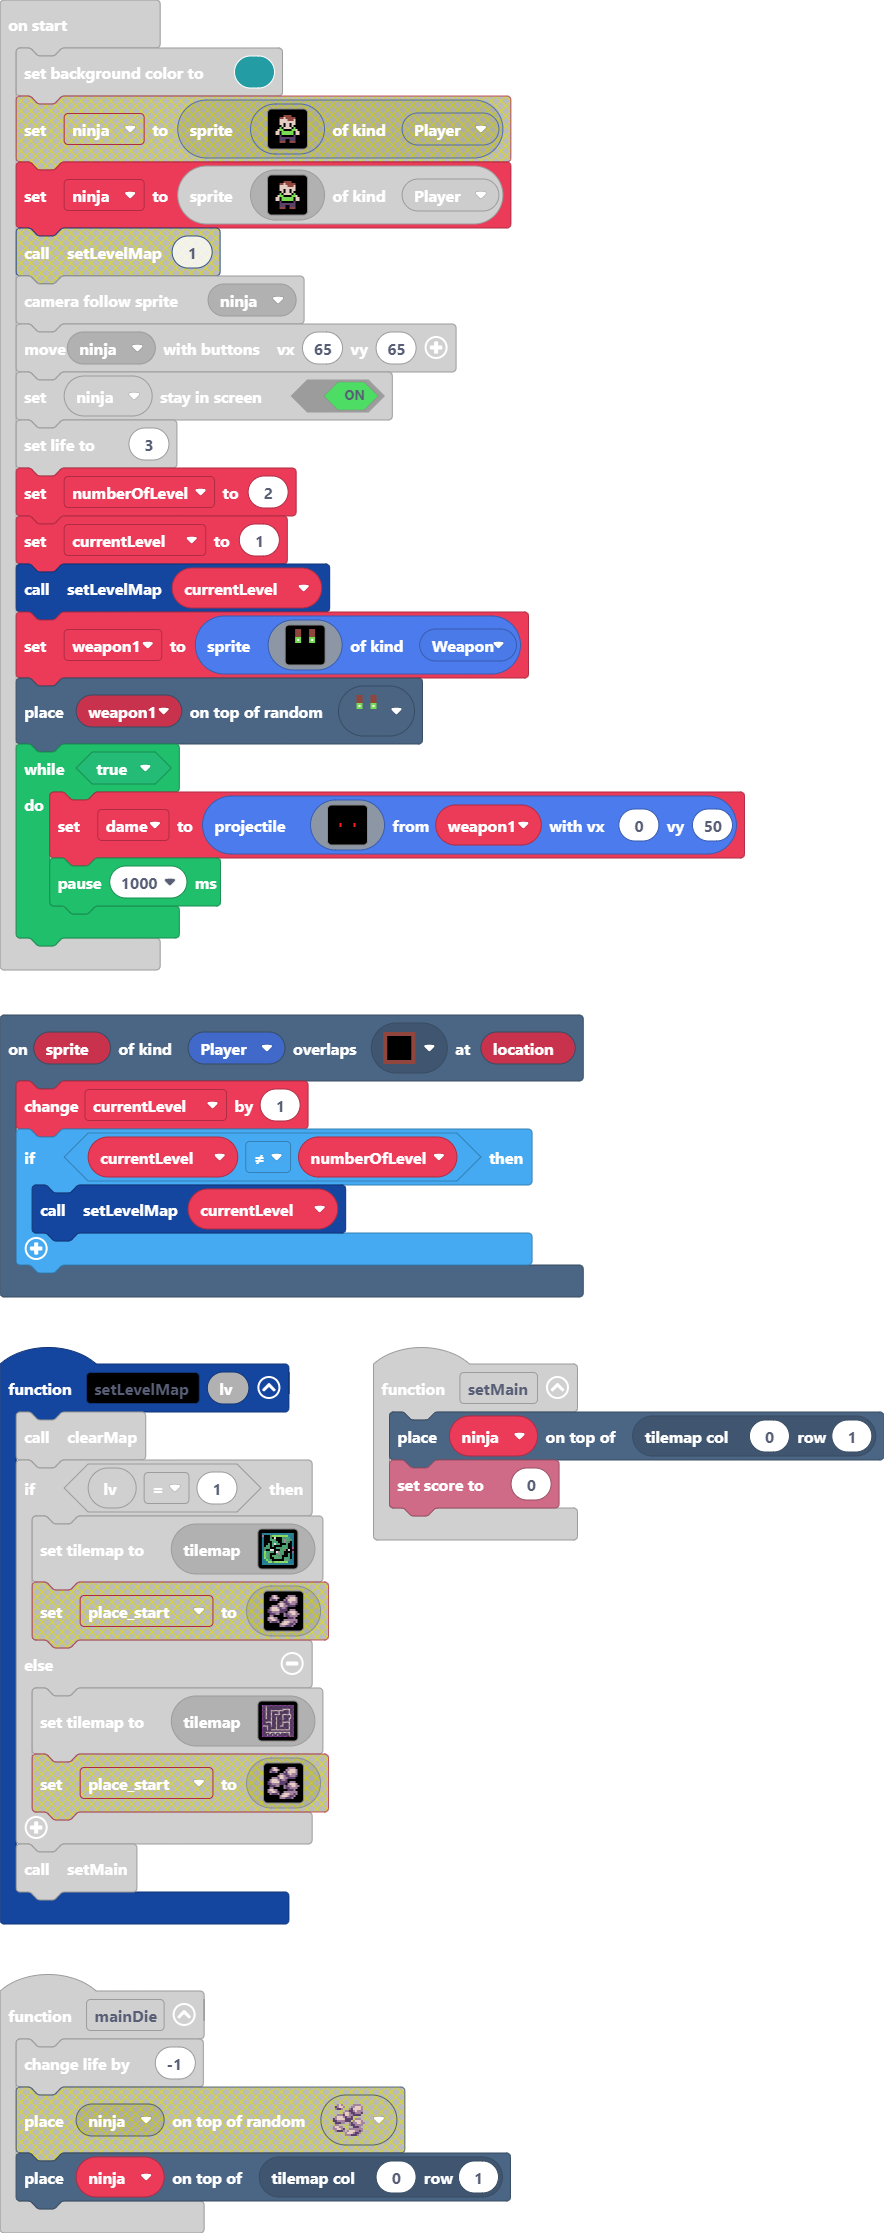 on start
set background color to
set ninja to sprite of kind Player
set ninja to sprite of kind Player
call setLevelMap 1
camera follow sprite ninja
move ninja with buttons vx 65 vy 65
set ninja stay in screen ON
set life to 3
set numberOfLevel to 2
set currentLevel to 1
call setLevelMap currentLevel
set weapon1 to sprite of kind Weapon
place weapon1 on top of random
while true
do
set dame to projectile from weapon1 with vx 0 vy 50
pause 1000 ms
on sprite of kind Player overlaps at location
change currentLevel by 1
if currentLevel ≠ numberOfLevel then
call setLevelMap currentLevel
function setLevelMap lv
call clearMap
if lv = 1 then
set tilemap to tilemap
set place_start to
else
set tilemap to tilemap
set place_start to
call setMain
function setMain
place ninja on top of tilemap col 0 row 1
set score to 0
function mainDie
change life by -1
place ninja on top of random
place ninja on top of tilemap col 0 row 1